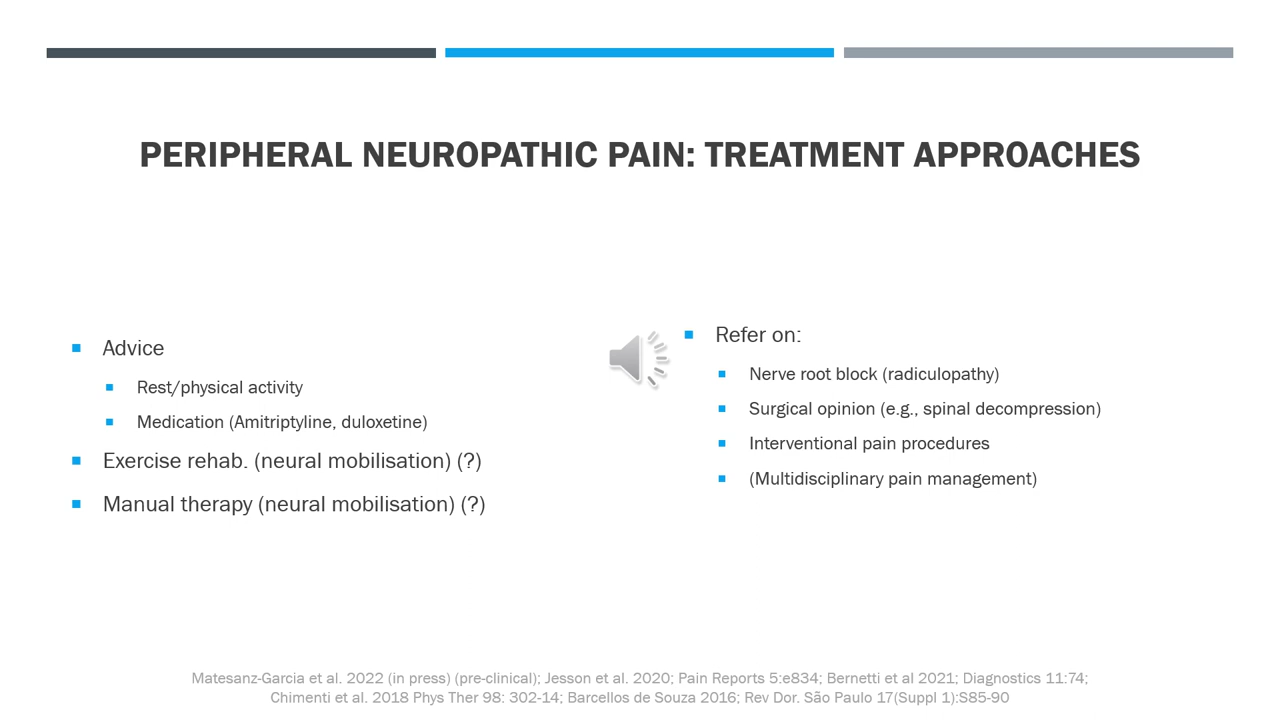 PERIPHERAL NEUROPATHIC PAIN: TREATMENT APPROACHES
Advice
Rest/physical activity
Medication (Amitriptyline, duloxetine)
Exercise rehab. (neural mobilisation) (?)
Manual therapy (neural mobilisation) (?)
Refer on:
Nerve root block (radiculopathy)
Surgical opinion (e.g., spinal decompression)
Interventional pain procedures
(Multidisciplinary pain management)
Matesanz-Garcia et al. 2022 (in press) (pre-clinical); Jesson et al. 2020; Pain Reports 5:e834; Bernetti et al 2021; Diagnostics 11:74;
Chimenti et al. 2018 Phys Ther 98: 302-14; Barcellos de Souza 2016; Rev Dor. São Paulo 17(Suppl 1):S85-90